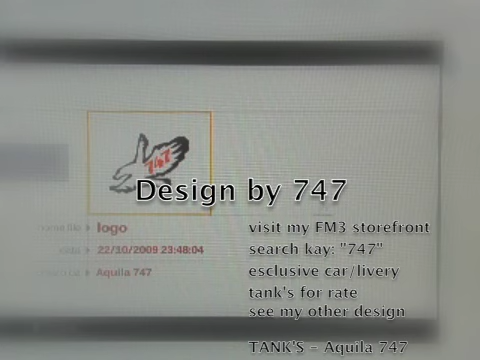 747
Design by 747
logo
22/10/2009 23:48:04
Aquila 747
visit my FM3 storefront
search kay: "747"
esclusive car/livery
tank's for rate
see my other design
TANK'S - Aquila 747